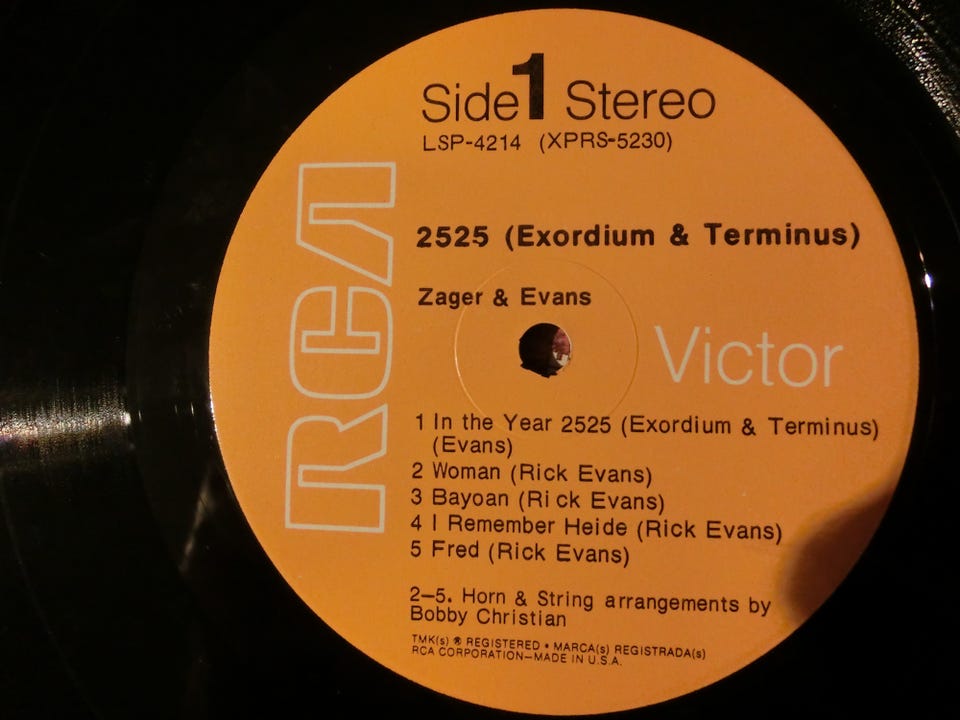 Side 1 Stereo
LSP-4214 (XPRS-5230)
RCA
2525 (Exordium & Terminus)
Zager & Evans
Victor
1 In the Year 2525 (Exordium & Terminus)
(Evans)
2 Woman (Rick Evans)
3 Bayoan (Rick Evans)
4 I Remember Heide (Rick Evans)
5 Fred (Rick Evans)
2–5. Horn & String arrangements by
Bobby Christian
TMK(s) ® REGISTERED • MARCA(s) REGISTRADA(s)
RCA CORPORATION—MADE IN U.S.A.